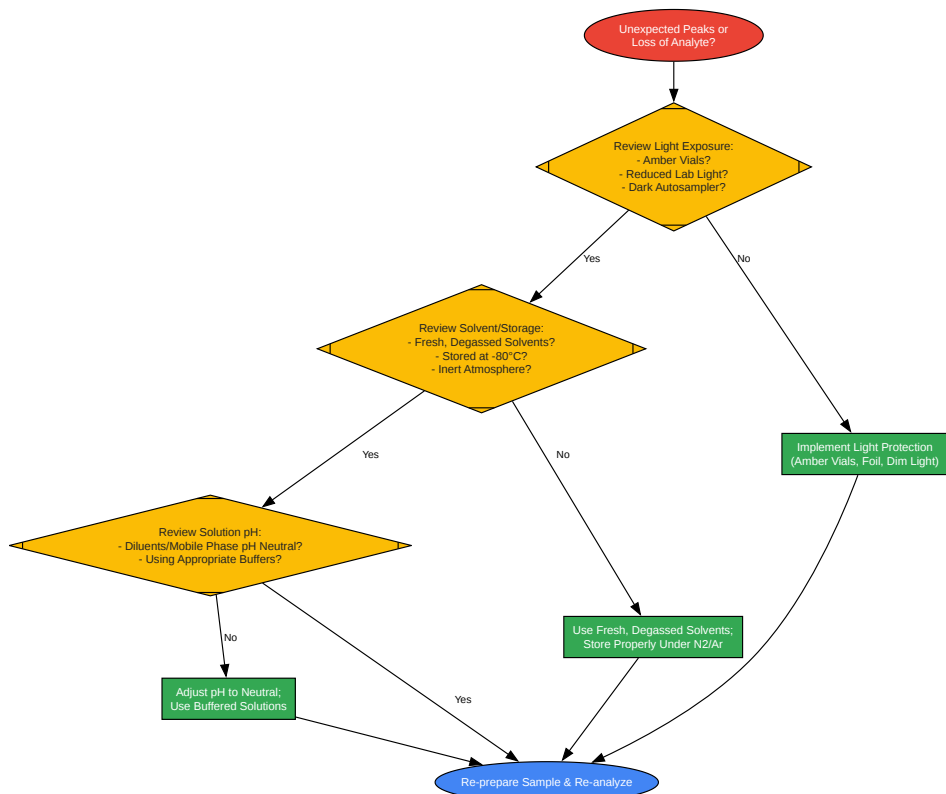 Unexpected Peaks or
Loss of Analyte?
Review Light Exposure:
- Amber Vials?
- Reduced Lab Light?
- Dark Autosampler?
Yes
No
Review Solvent/Storage:
- Fresh, Degassed Solvents?
- Stored at -80°C?
- Inert Atmosphere?
Yes
No
Implement Light Protection
(Amber Vials, Foil, Dim Light)
Review Solution pH:
- Diluents/Mobile Phase pH Neutral?
- Using Appropriate Buffers?
No
Yes
Use Fresh, Degassed Solvents;
Store Properly Under N2/Ar
Adjust pH to Neutral;
Use Buffered Solutions
Re-prepare Sample & Re-analyze